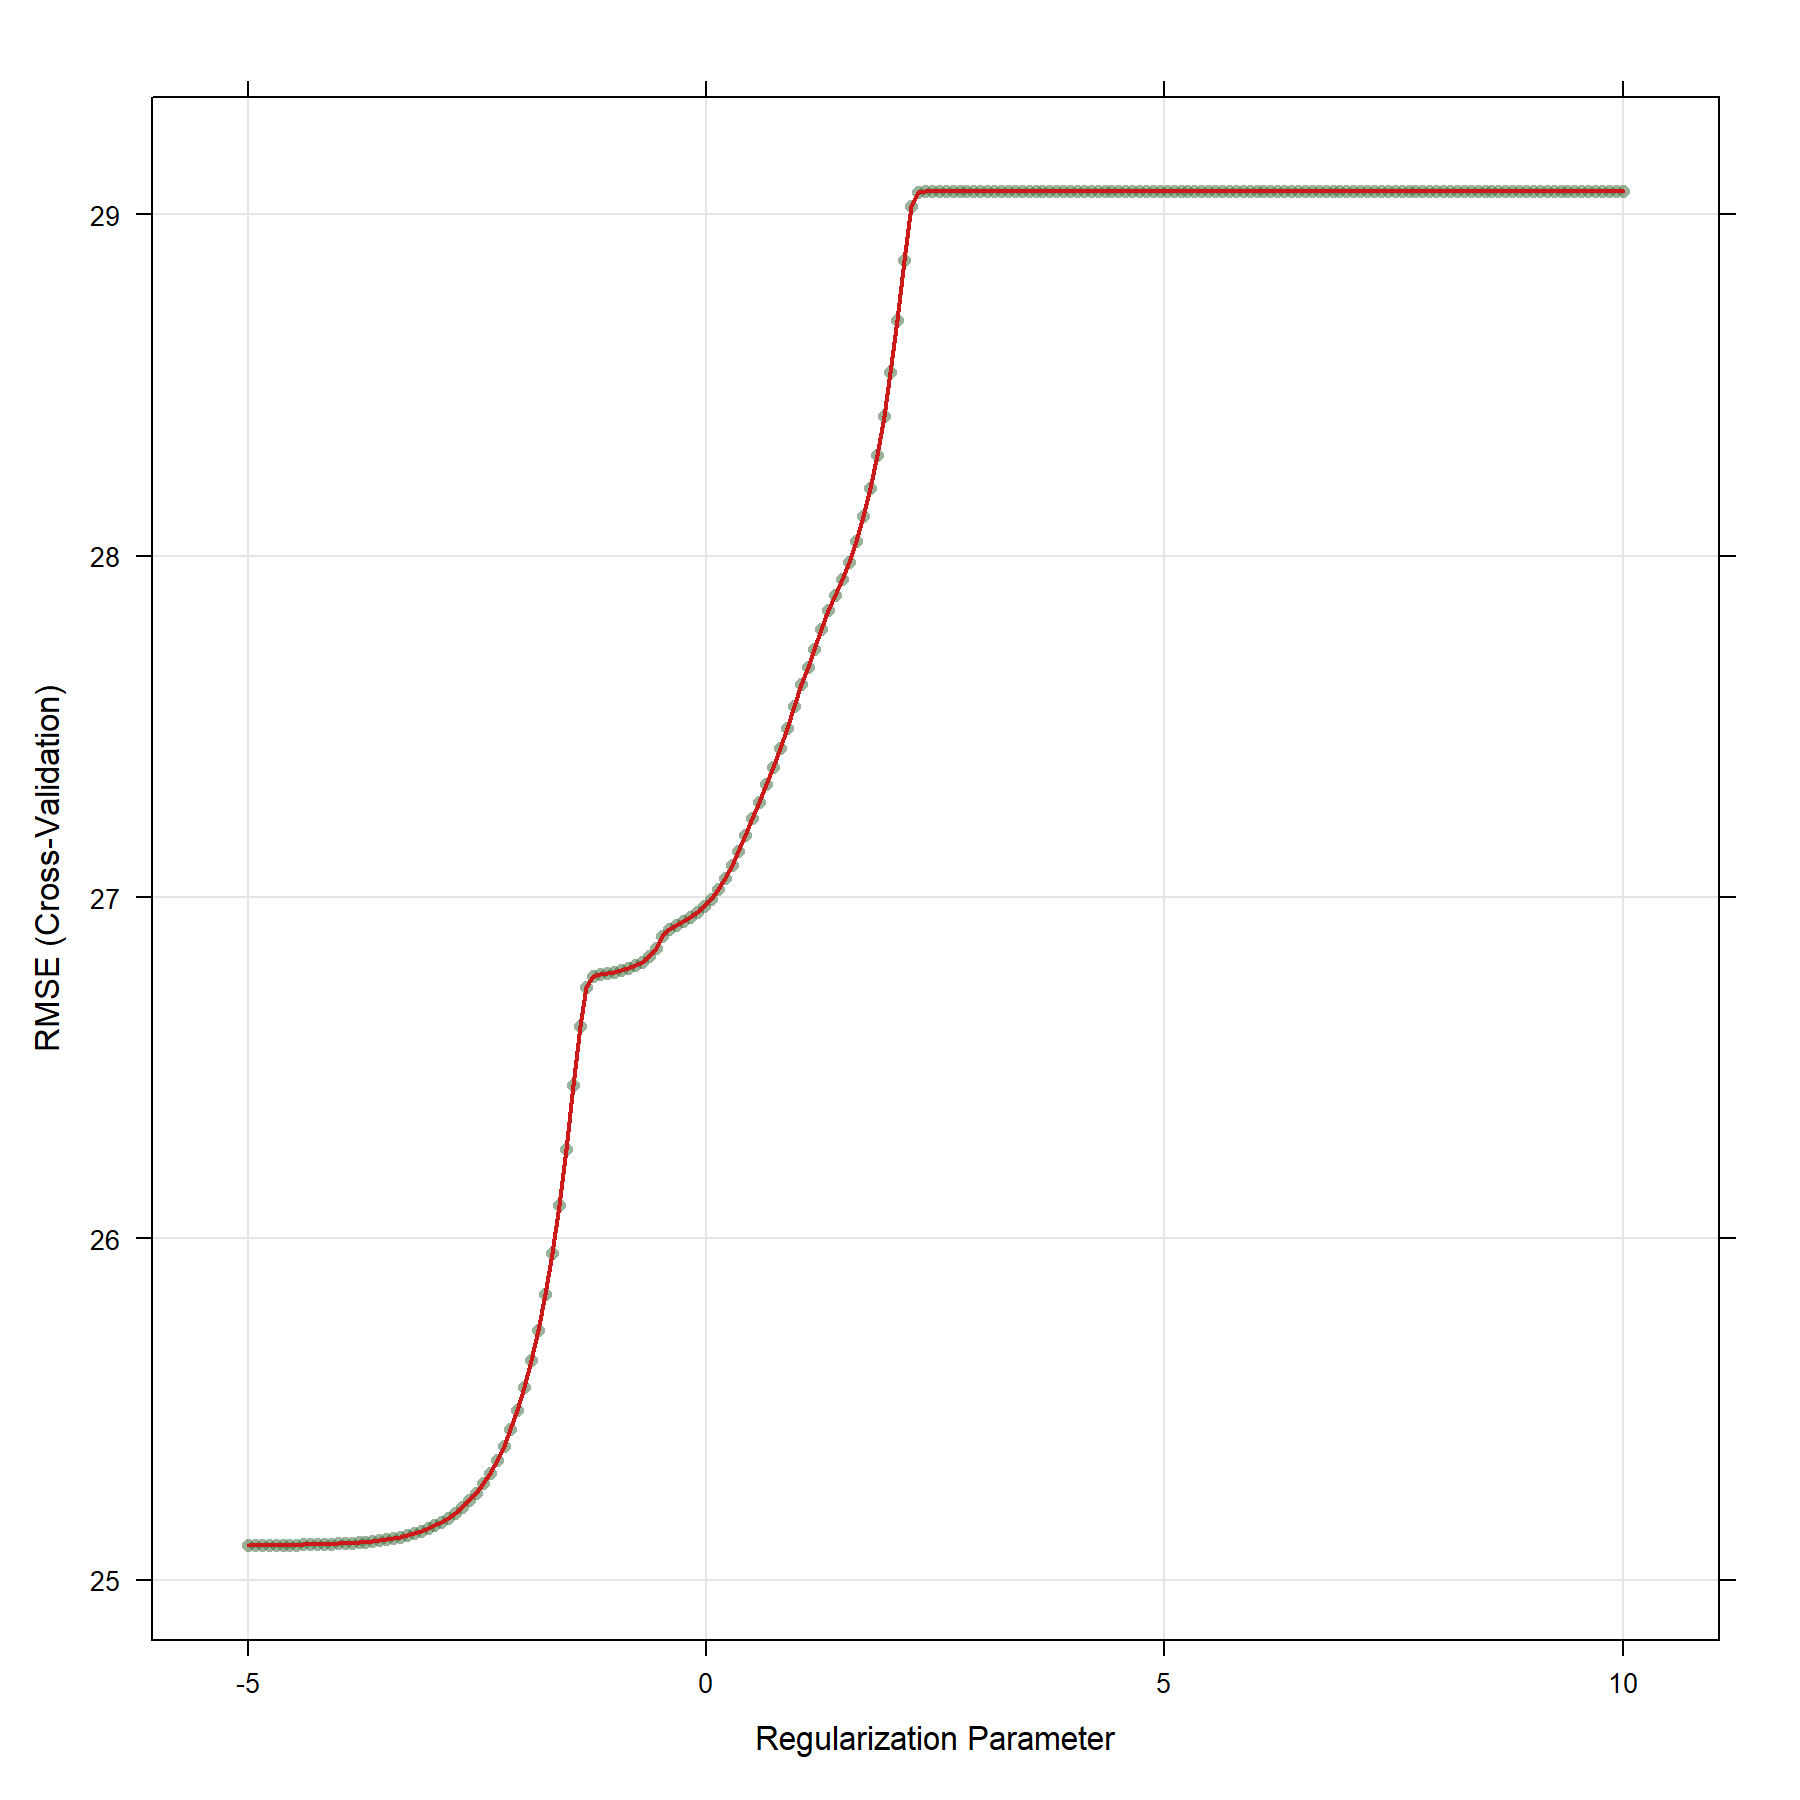 29
28
27
26
25
RMSE (Cross-Validation)
-5 0 5 10
Regularization Parameter